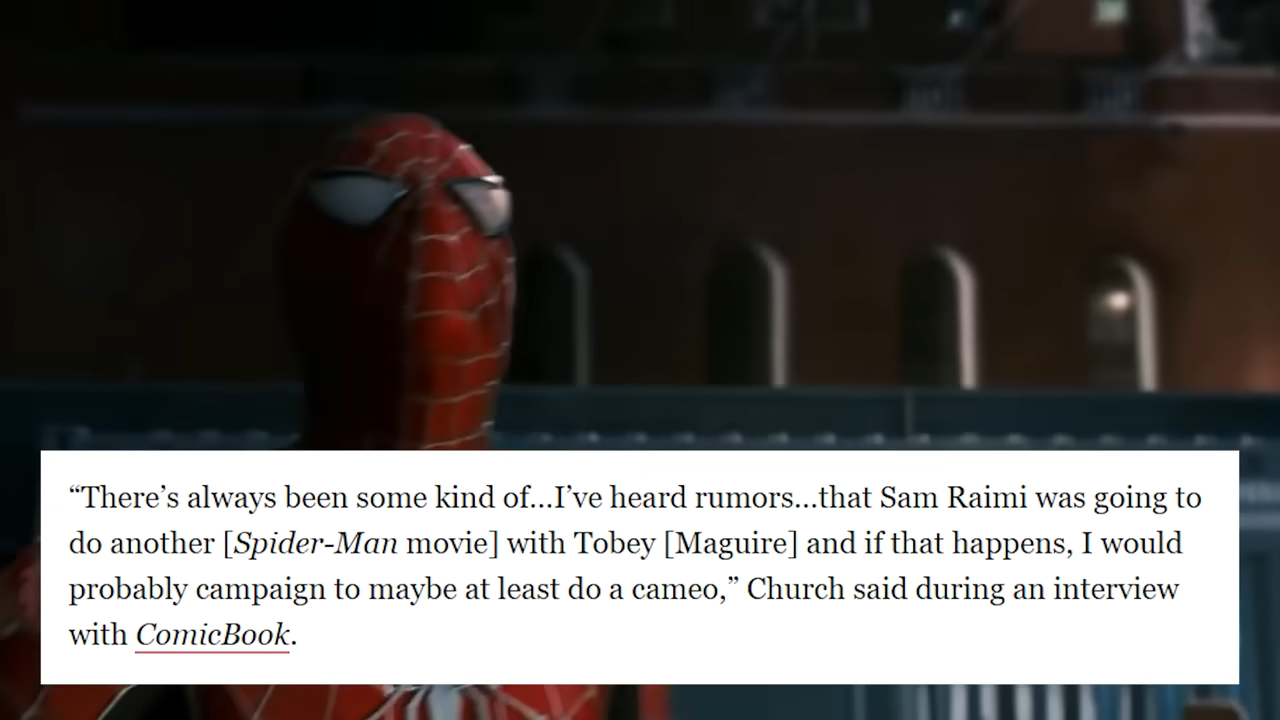 “There’s always been some kind of...I’ve heard rumors...that Sam Raimi was going to
do another [Spider-Man movie] with Tobey [Maguire] and if that happens, I would
probably campaign to maybe at least do a cameo,” Church said during an interview
with ComicBook.